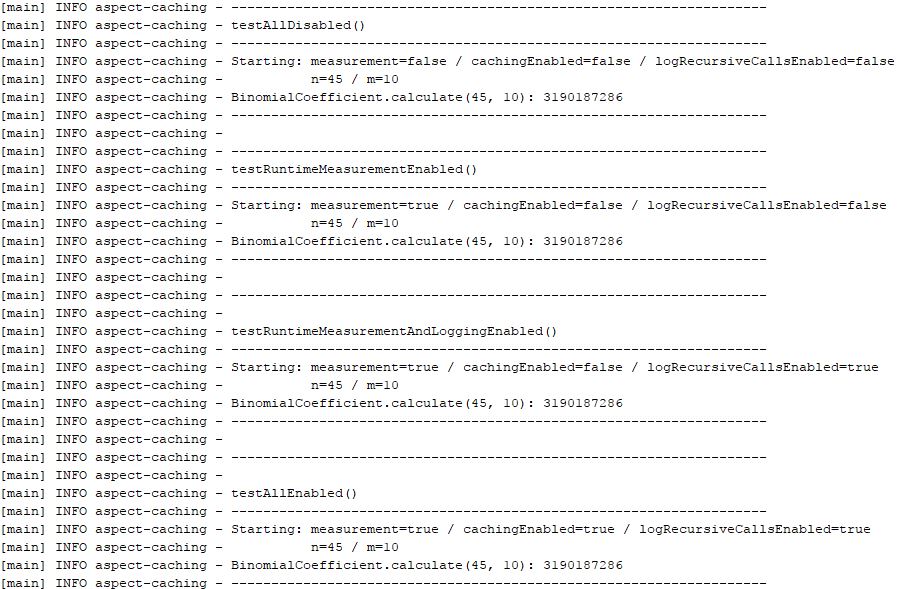 [main] INFO aspect-caching - --------------------------------------------------------------------
[main] INFO aspect-caching - testAllDisabled()
[main] INFO aspect-caching - --------------------------------------------------------------------
[main] INFO aspect-caching - Starting: measurement=false / cachingEnabled=false / logRecursiveCallsEnabled=false
[main] INFO aspect-caching -           n=45 / m=10
[main] INFO aspect-caching - BinomialCoefficient.calculate(45, 10): 3190187286
[main] INFO aspect-caching - --------------------------------------------------------------------
[main] INFO aspect-caching -
[main] INFO aspect-caching - --------------------------------------------------------------------
[main] INFO aspect-caching - testRuntimeMeasurementEnabled()
[main] INFO aspect-caching - --------------------------------------------------------------------
[main] INFO aspect-caching - Starting: measurement=true / cachingEnabled=false / logRecursiveCallsEnabled=false
[main] INFO aspect-caching -           n=45 / m=10
[main] INFO aspect-caching - BinomialCoefficient.calculate(45, 10): 3190187286
[main] INFO aspect-caching - --------------------------------------------------------------------
[main] INFO aspect-caching -
[main] INFO aspect-caching - --------------------------------------------------------------------
[main] INFO aspect-caching -
[main] INFO aspect-caching - testRuntimeMeasurementAndLoggingEnabled()
[main] INFO aspect-caching - --------------------------------------------------------------------
[main] INFO aspect-caching - Starting: measurement=true / cachingEnabled=false / logRecursiveCallsEnabled=true
[main] INFO aspect-caching -           n=45 / m=10
[main] INFO aspect-caching - BinomialCoefficient.calculate(45, 10): 3190187286
[main] INFO aspect-caching - --------------------------------------------------------------------
[main] INFO aspect-caching -
[main] INFO aspect-caching - --------------------------------------------------------------------
[main] INFO aspect-caching -
[main] INFO aspect-caching - testAllEnabled()
[main] INFO aspect-caching - --------------------------------------------------------------------
[main] INFO aspect-caching - Starting: measurement=true / cachingEnabled=true / logRecursiveCallsEnabled=true
[main] INFO aspect-caching -           n=45 / m=10
[main] INFO aspect-caching - BinomialCoefficient.calculate(45, 10): 3190187286
[main] INFO aspect-caching - --------------------------------------------------------------------